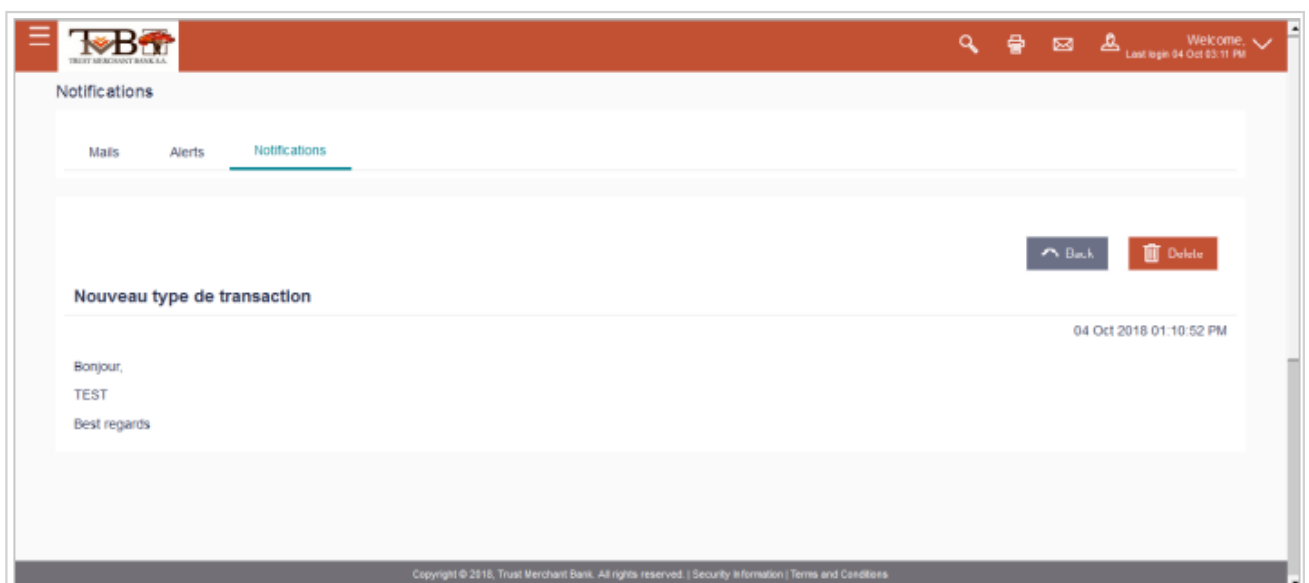 TMB
TRUST MERCHANT BANK S.A.
Welcome,
Last login 04 Oct 03:11 PM
Notifications
Mails Alerts Notifications
Back Delete
Nouveau type de transaction
04 Oct 2018 01:10:52 PM
Bonjour,
TEST
Best regards
Copyright © 2018, Trust Merchant Bank. All rights reserved. | Security Information | Terms and Conditions